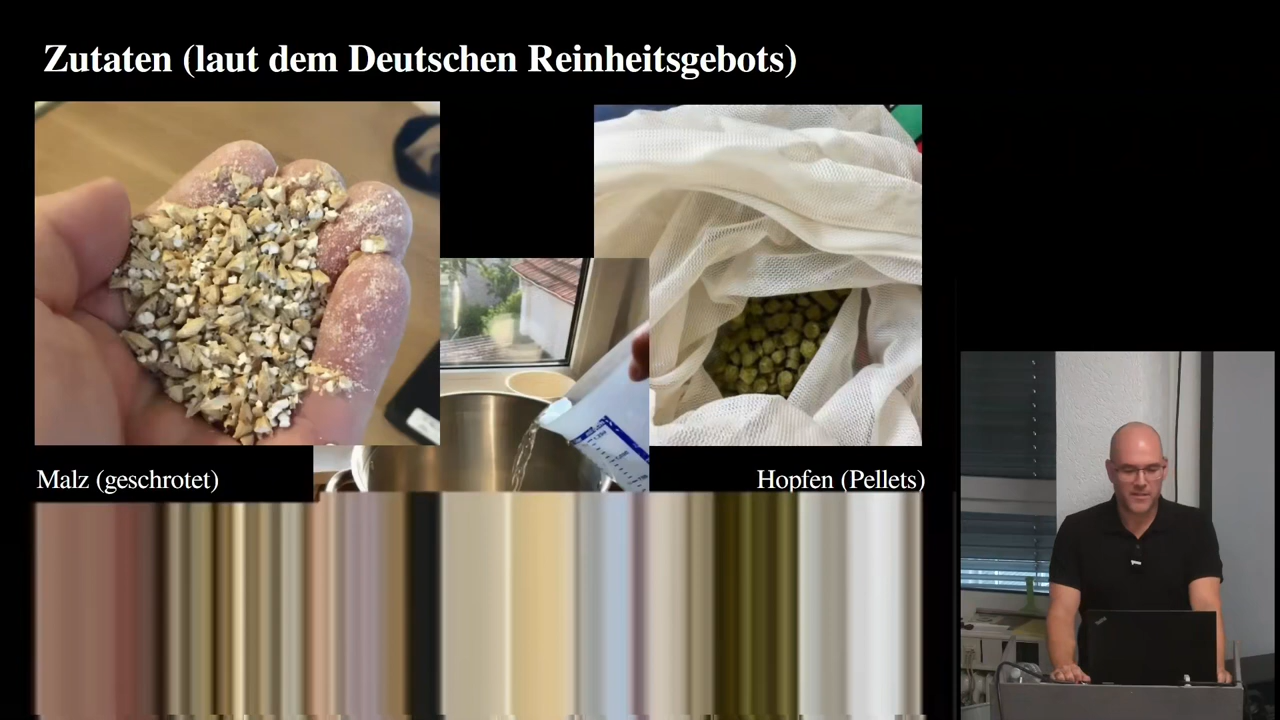 Zutaten (laut dem Deutschen Reinheitsgebots)
Malz (geschrotet)
Hopfen (Pellets)